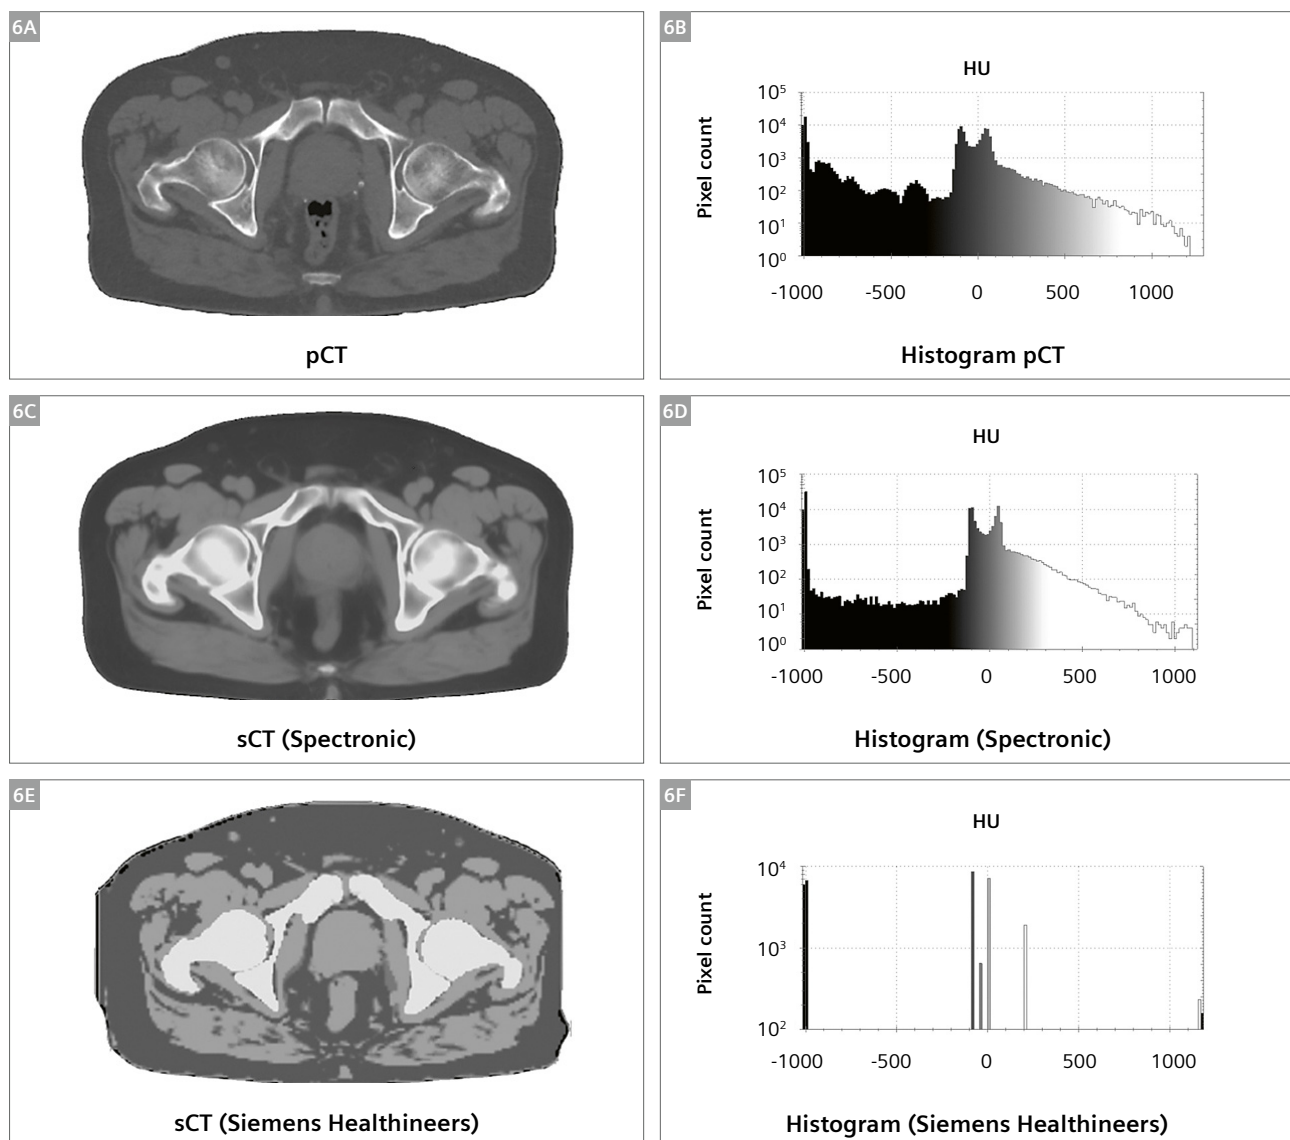 6A
pCT
6B
HU
Pixel count
10⁵
10⁴
10³
10²
10¹
10⁰
-1000 -500 0 500 1000
Histogram pCT
6C
sCT (Spectronic)
6D
HU
Pixel count
10⁵
10⁴
10³
10²
10¹
10⁰
-1000 -500 0 500 1000
Histogram (Spectronic)
6E
sCT (Siemens Healthineers)
6F
HU
Pixel count
10⁴
10³
10²
-1000 -500 0 500 1000
Histogram (Siemens Healthineers)